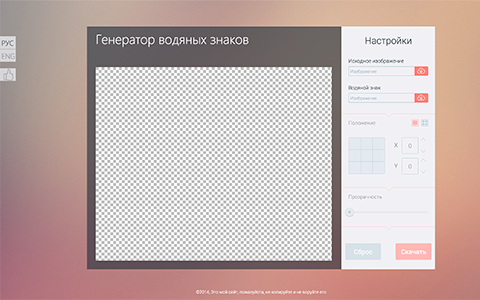 РУС
ENG
Генератор водяных знаков
Настройки
Исходное изображение
Изображение
Водяной знак
Изображение
Положение
X 0
Y 0
Прозрачность
Сброс
Скачать
©2014, Это мой сайт, пожалуйста, не копируйте и не воруйте его